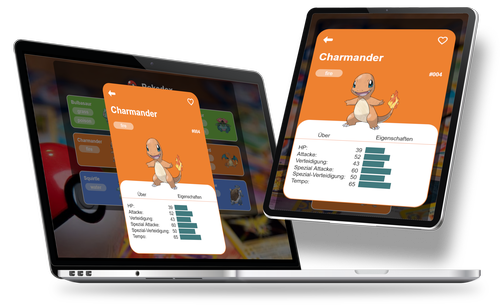 Pokedex
Bulbasaur
Charmander
Squirtle
Charmander
fire
#004
Über Eigenschaften
HP: 39
Attacke: 52
Verteidigung: 43
Spezial Attacke: 60
Spezial-Verteidigung: 50
Tempo: 65
Charmander
fire
#004
Über Eigenschaften
HP: 39
Attacke: 52
Verteidigung: 43
Spezial Attacke: 60
Spezial-Verteidigung: 50
Tempo: 65